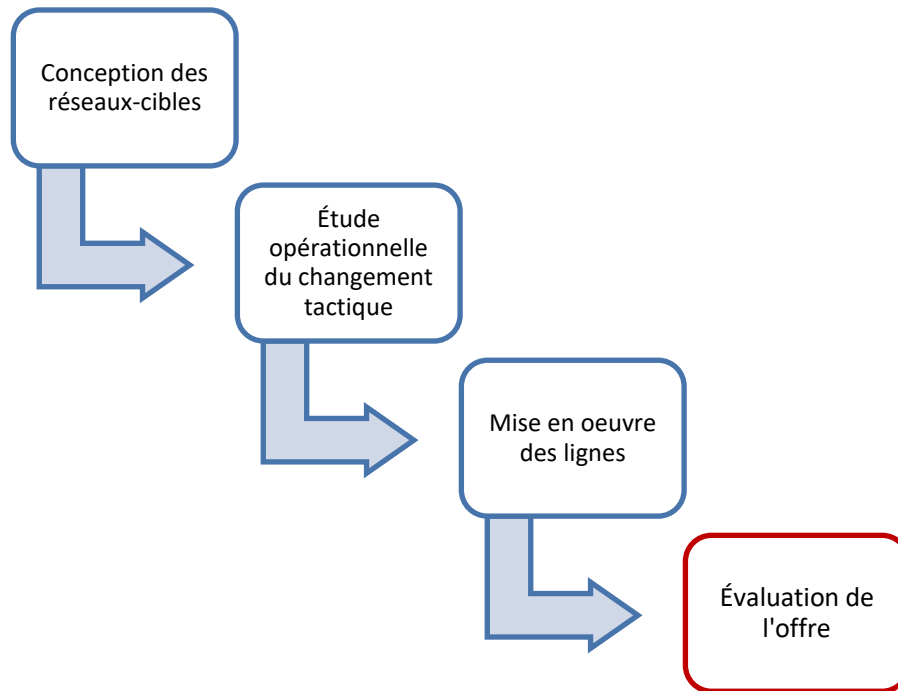 Conception des
réseaux-cibles
Étude
opérationnelle
du changement
tactique
Mise en oeuvre
des lignes
Évaluation de
l'offre